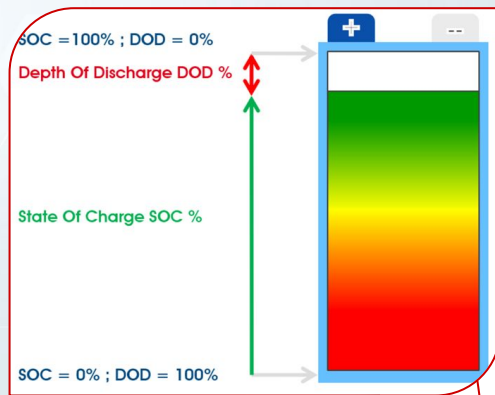 +
--
SOC =100% ; DOD = 0%
Depth Of Discharge DOD %
State Of Charge SOC %
SOC = 0% ; DOD = 100%